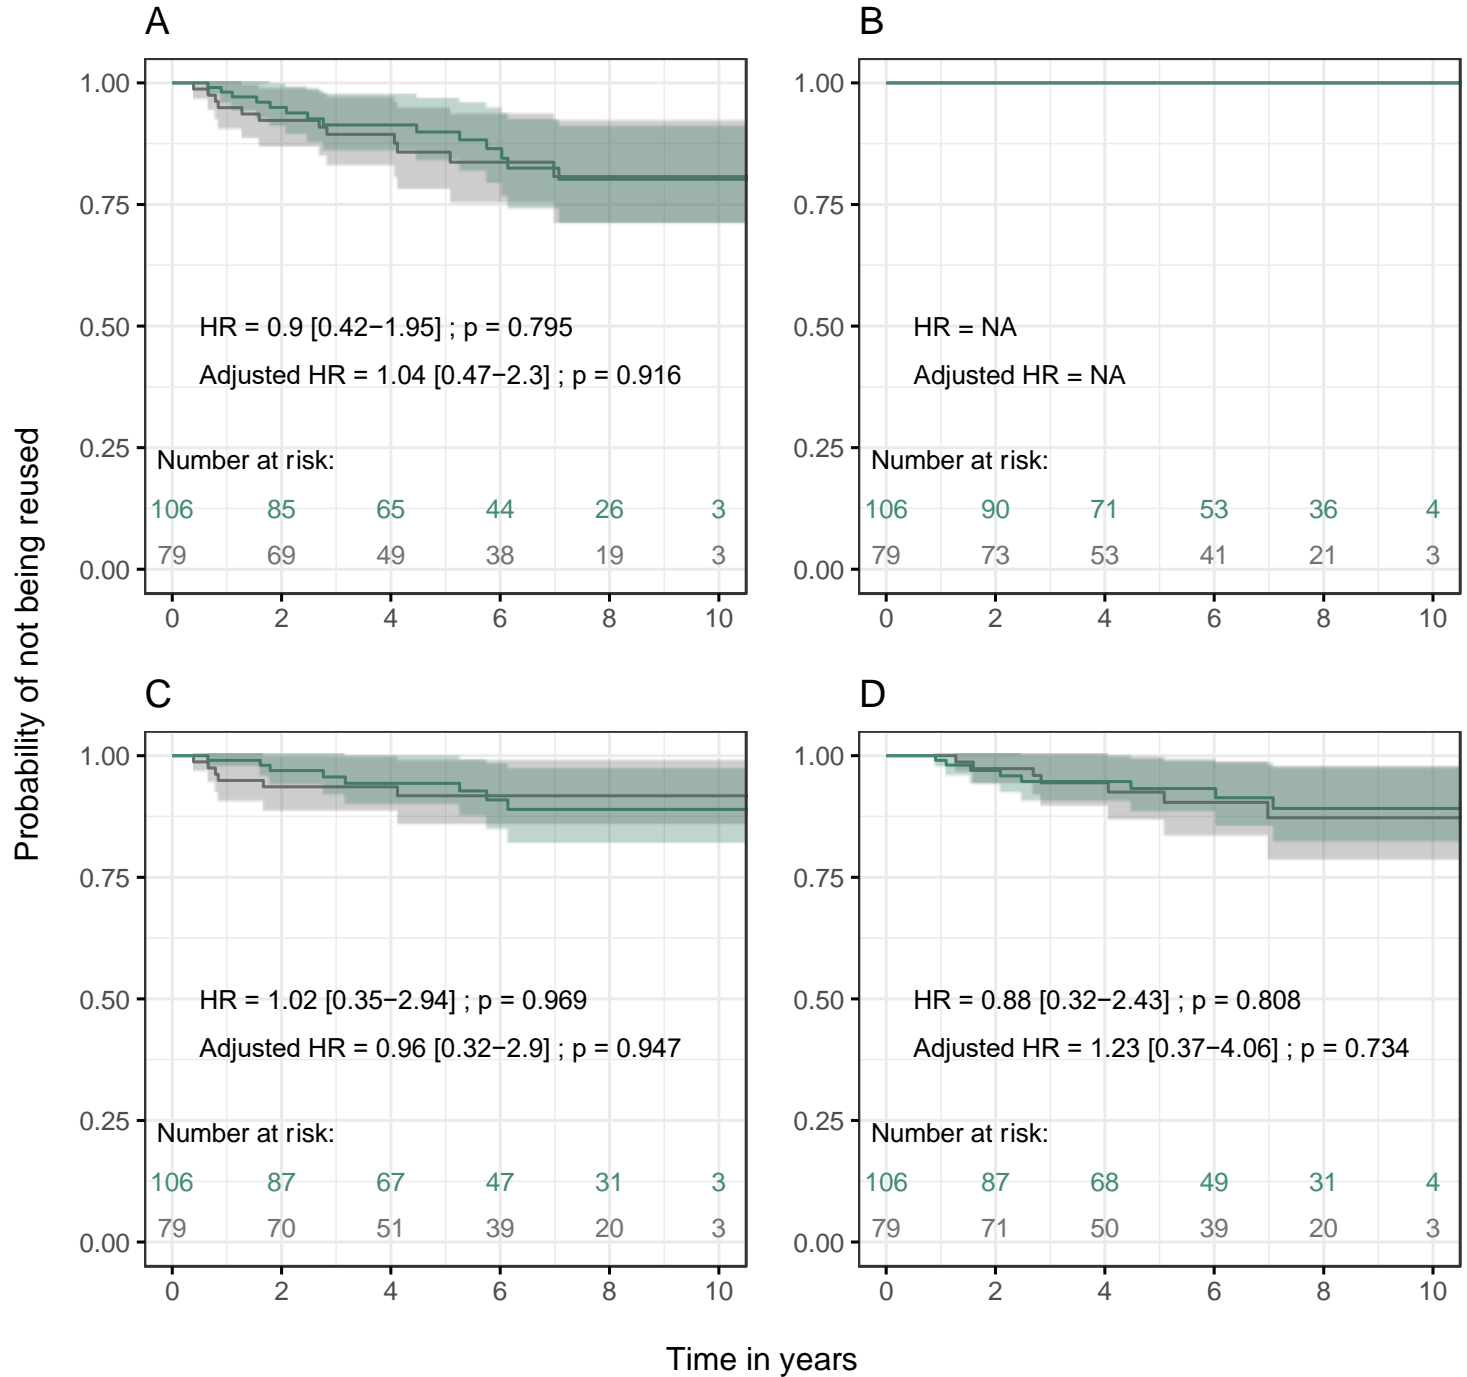 A
1.00
0.75
0.50
0.25
0.00
HR = 0.9 [0.42−1.95] ; p = 0.795
Adjusted HR = 1.04 [0.47−2.3] ; p = 0.916
Number at risk:
106 85 65 44 26 3
79 69 49 38 19 3
0 2 4 6 8 10
B
1.00
0.75
0.50
0.25
0.00
HR = NA
Adjusted HR = NA
Number at risk:
106 90 71 53 36 4
79 73 53 41 21 3
0 2 4 6 8 10
Probability of not being reused
C
1.00
0.75
0.50
0.25
0.00
HR = 1.02 [0.35−2.94] ; p = 0.969
Adjusted HR = 0.96 [0.32−2.9] ; p = 0.947
Number at risk:
106 87 67 47 31 3
79 70 51 39 20 3
0 2 4 6 8 10
D
1.00
0.75
0.50
0.25
0.00
HR = 0.88 [0.32−2.43] ; p = 0.808
Adjusted HR = 1.23 [0.37−4.06] ; p = 0.734
Number at risk:
106 87 68 49 31 4
79 71 50 39 20 3
0 2 4 6 8 10
Time in years